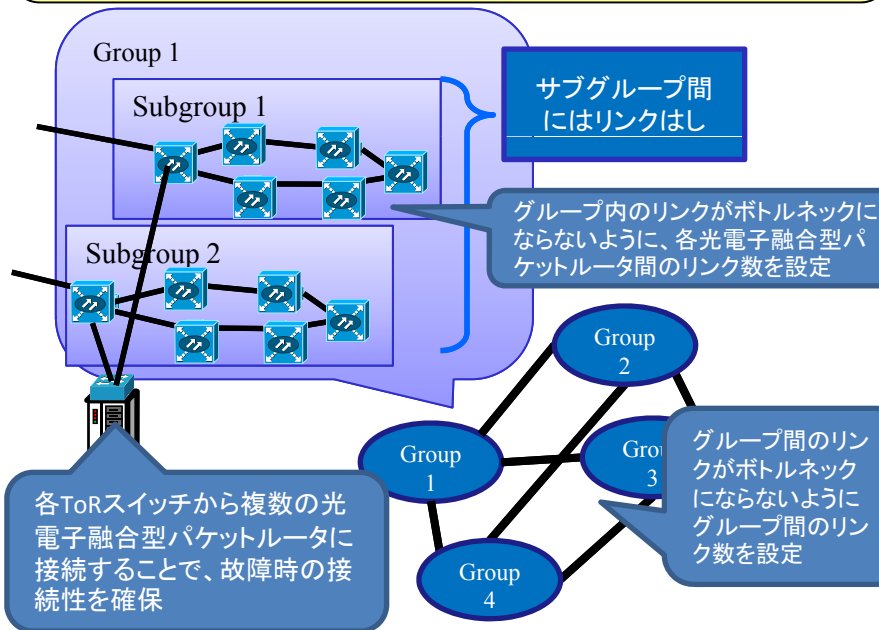 Group 1
Subgroup 1
サブグループ間
にはリンクはし
グループ内のリンクがボトルネックに
ならないように、各光電子融合型パ
ケットルータ間のリンク数を設定
Subgroup 2
Group
2
Group
1
Grou
3
グループ間のリン
クがボトルネック
にならないように
グループ間のリン
ク数を設定
各ToRスイッチから複数の光
電子融合型パケットルータに
接続することで、故障時の接
続性を確保
Group
4